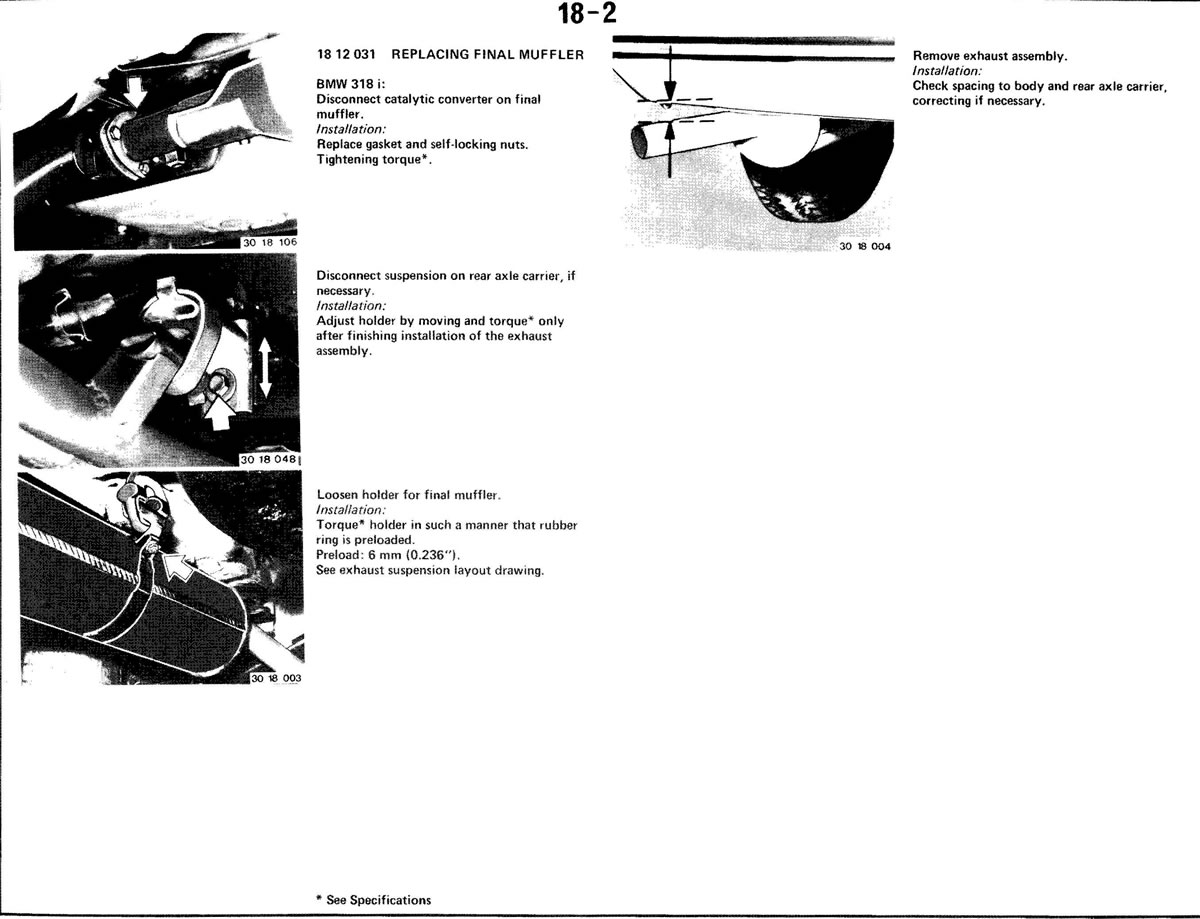 18-2
18 12 031 REPLACING FINAL MUFFLER
BMW 318 i:
Disconnect catalytic converter on final
muffler.
Installation:
Replace gasket and self-locking nuts.
Tightening torque*.
30 18 106
Disconnect suspension on rear axle carrier, if
necessary.
Installation:
Adjust holder by moving and torque* only
after finishing installation of the exhaust
assembly.
30 18 048
Loosen holder for final muffler.
Installation:
Torque* holder in such a manner that rubber
ring is preloaded.
Preload: 6 mm (0.236").
See exhaust suspension layout drawing.
30 18 003
Remove exhaust assembly.
Installation:
Check spacing to body and rear axle carrier,
correcting if necessary.
30 18 004
* See Specifications